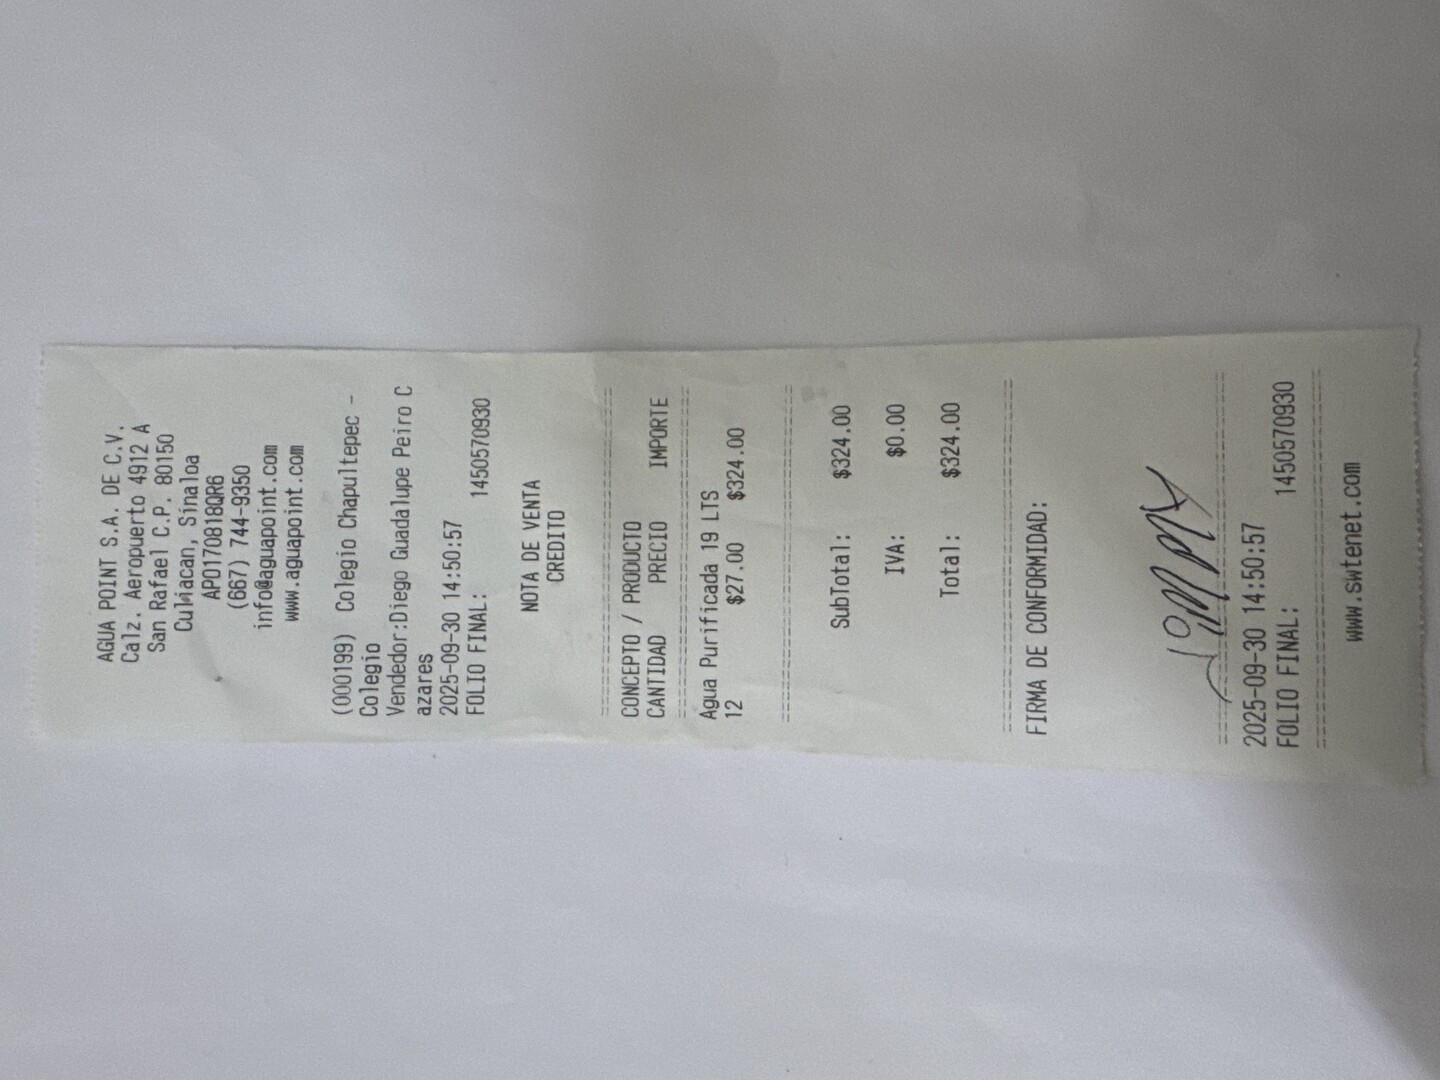 AGUA POINT S.A. DE C.V.
Calz. Aeropuerto 4912 A
San Rafael C.P. 80150
Culiacan, Sinaloa
APO170818QR6
(667) 744-9350
info@aguapoint.com
www.aguapoint.com
(000199) Colegio Chapultepec -
Colegio
Vendedor:Diego Guadalupe Peiro C
azares
2025-09-30 14:50:57
FOLIO FINAL: 1450570930
NOTA DE VENTA
CREDITO
CONCEPTO / PRODUCTO
CANTIDAD PRECIO IMPORTE
Agua Purificada 19 LTS
12 $27.00 $324.00
SubTotal: $324.00
IVA: $0.00
Total: $324.00
FIRMA DE CONFORMIDAD:
2025-09-30 14:50:57
FOLIO FINAL: 1450570930
www.swtenet.com